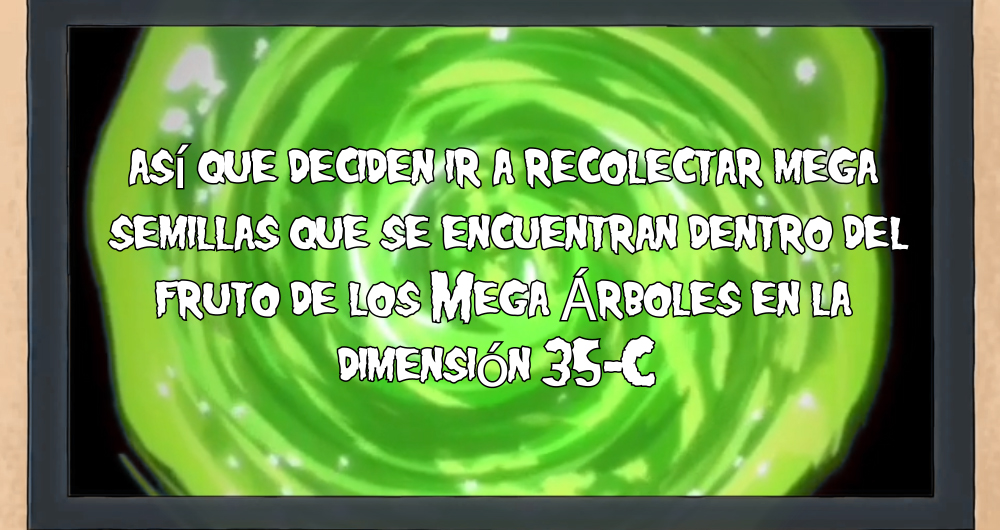 así que deciden ir a recolectar mega
semillas que se encuentran dentro del
fruto de los Mega Árboles en la
dimensión 35-C